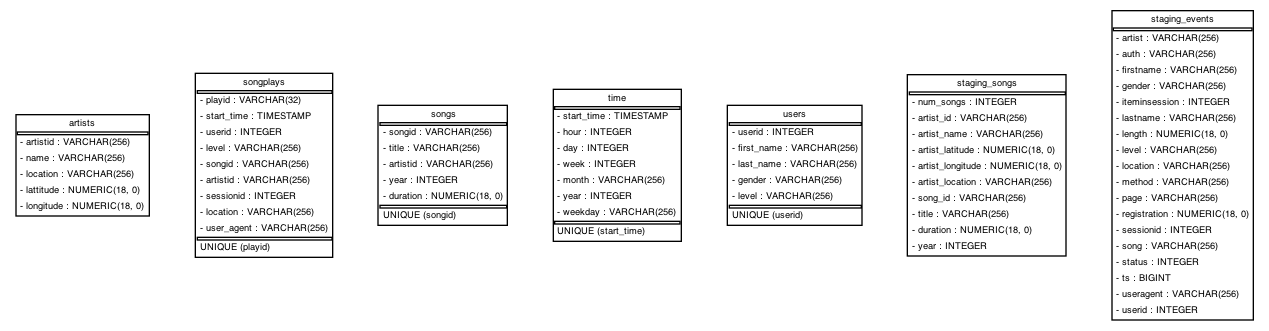 artists
- artistid : VARCHAR(256)
- name : VARCHAR(256)
- location : VARCHAR(256)
- lattitude : NUMERIC(18, 0)
- longitude : NUMERIC(18, 0)
songplays
- playid : VARCHAR(32)
- start_time : TIMESTAMP
- userid : INTEGER
- level : VARCHAR(256)
- songid : VARCHAR(256)
- artistid : VARCHAR(256)
- sessionid : INTEGER
- location : VARCHAR(256)
- user_agent : VARCHAR(256)
UNIQUE (playid)
songs
- songid : VARCHAR(256)
- title : VARCHAR(256)
- artistid : VARCHAR(256)
- year : INTEGER
- duration : NUMERIC(18, 0)
UNIQUE (songid)
time
- start_time : TIMESTAMP
- hour : INTEGER
- day : INTEGER
- week : INTEGER
- month : VARCHAR(256)
- year : INTEGER
- weekday : VARCHAR(256)
UNIQUE (start_time)
users
- userid : INTEGER
- first_name : VARCHAR(256)
- last_name : VARCHAR(256)
- gender : VARCHAR(256)
- level : VARCHAR(256)
UNIQUE (userid)
staging_songs
- num_songs : INTEGER
- artist_id : VARCHAR(256)
- artist_name : VARCHAR(256)
- artist_latitude : NUMERIC(18, 0)
- artist_longitude : NUMERIC(18, 0)
- artist_location : VARCHAR(256)
- song_id : VARCHAR(256)
- title : VARCHAR(256)
- duration : NUMERIC(18, 0)
- year : INTEGER
staging_events
- artist : VARCHAR(256)
- auth : VARCHAR(256)
- firstname : VARCHAR(256)
- gender : VARCHAR(256)
- iteminsession : INTEGER
- lastname : VARCHAR(256)
- length : NUMERIC(18, 0)
- level : VARCHAR(256)
- location : VARCHAR(256)
- method : VARCHAR(256)
- page : VARCHAR(256)
- registration : NUMERIC(18, 0)
- sessionid : INTEGER
- song : VARCHAR(256)
- status : INTEGER
- ts : BIGINT
- useragent : VARCHAR(256)
- userid : INTEGER